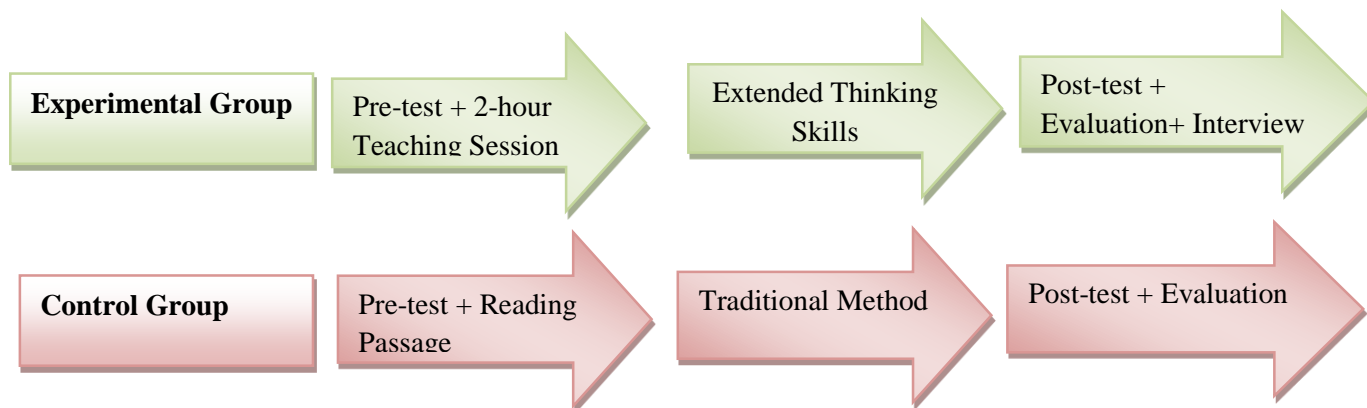 Experimental Group
Pre-test + 2-hour
Teaching Session
Extended Thinking
Skills
Post-test +
Evaluation+ Interview
Control Group
Pre-test + Reading
Passage
Traditional Method
Post-test + Evaluation